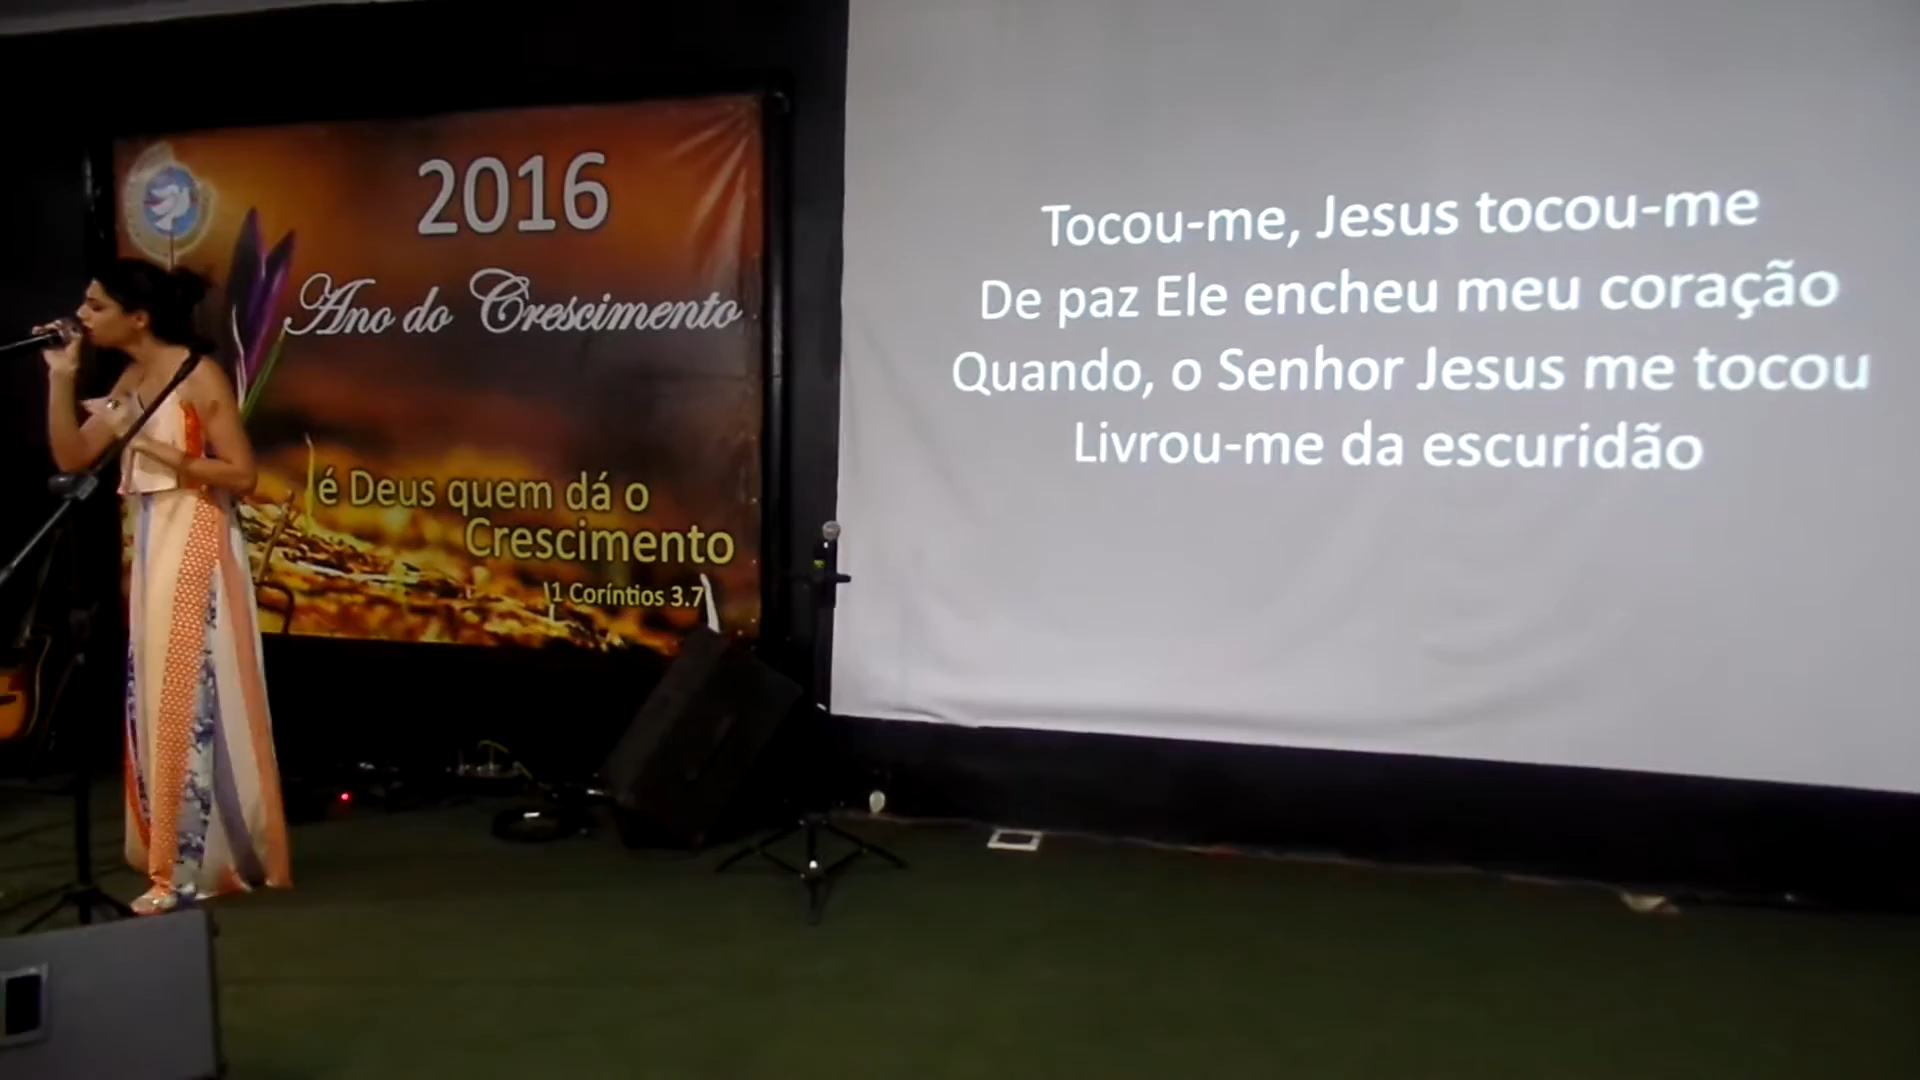 2016
Ano do Crescimento
é Deus quem dá o
Crescimento
1 Coríntios 3.7
Tocou-me, Jesus tocou-me
De paz Ele encheu meu coração
Quando, o Senhor Jesus me tocou
Livrou-me da escuridão